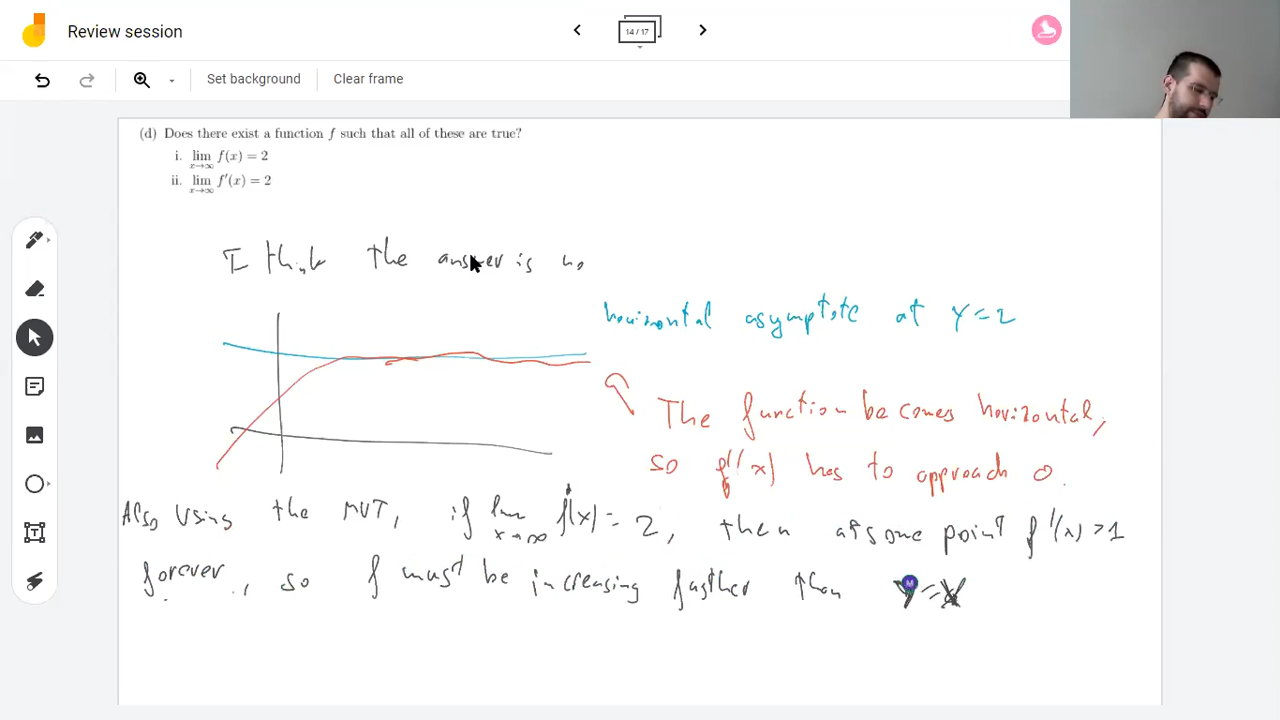 Review session
14 / 17
Set background
Clear frame
(d) Does there exist a function f such that all of these are true?
i. lim x→∞ f(x) = 2
ii. lim x→∞ f'(x) = 2
I think the answer is no
horizontal asymptote at y=2
The function becomes horizontal,
so f'(x) has to approach 0.
Also using the MVT, if lim x→∞ f'(x) = 2, then at some point f'(x) > 1
forever, so f must be increasing fasther than y=x
M